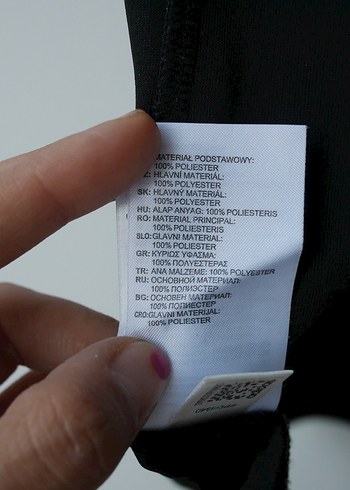 MATERIAŁ PODSTAWOWY:
100% POLIESTER
Z: HLAVNÍ MATERIÁL:
100% POLYESTER
SK: HLAVNÝ MATERIÁL:
100% POLYESTER
HU: ALAP ANYAG: 100% POLIESZTERIS
RO: MATERIAL PRINCIPAL:
100% POLIESTERIS
SLO: GLAVNI MATERIAL:
100% POLIESTER
GR: ΚΥΡΙΟΣ ΥΦΑΣΜΑ:
100% ΠΟΛΥΕΣΤΕΡΑΣ
TR: ANA MALZEME: 100% POLYESTER
RU: ОСНОВНОЙ МАТЕРИАЛ:
100% ПОЛИЭСТЕР
BG: ОСНОВЕН МАТЕРИАЛ:
100% ПОЛИЕСТЕР
CRO: GLAVNI MATERIJAL:
100% POLIESTER